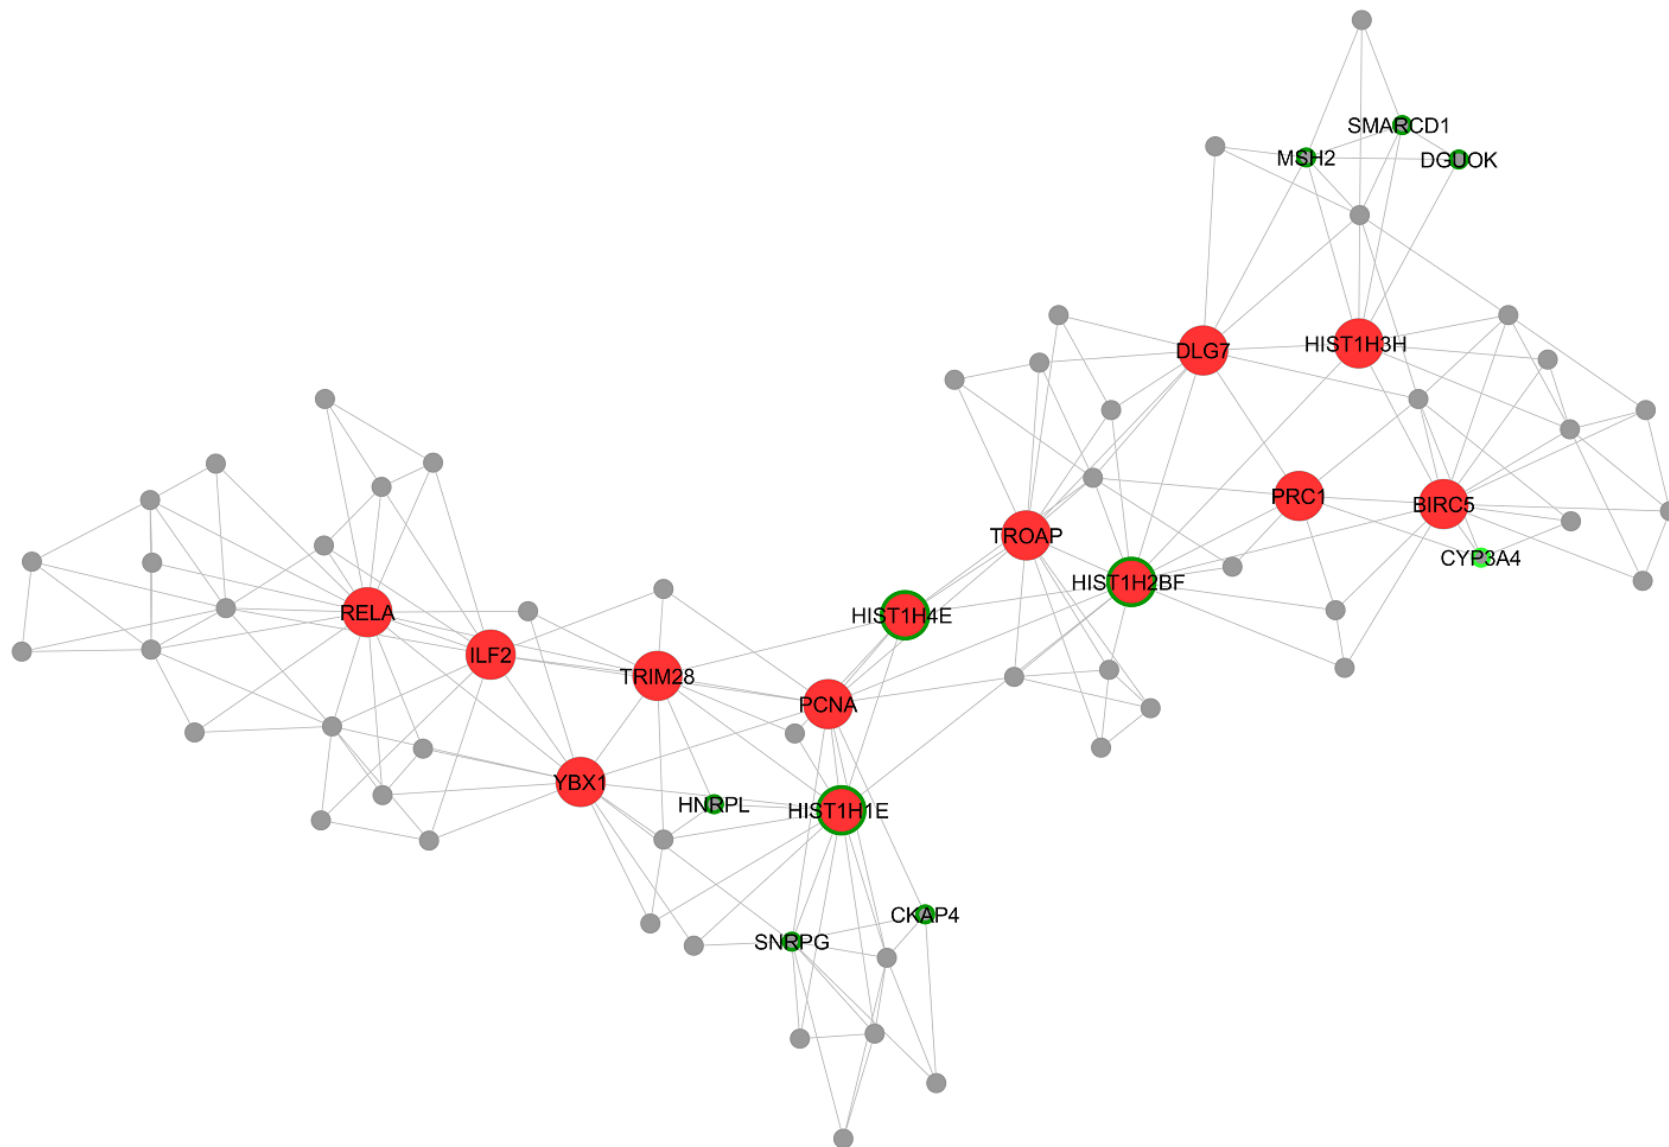 SMARCD1
MSH2
DGUOK
DLG7
HIST1H3H
PRC1
BIRC5
TROAP
CYP3A4
HIST1H2BF
RELA
HIST1H4E
ILF2
TRIM28
PCNA
YBX1
HNRPL
HIST1H1E
CKAP4
SNRPG